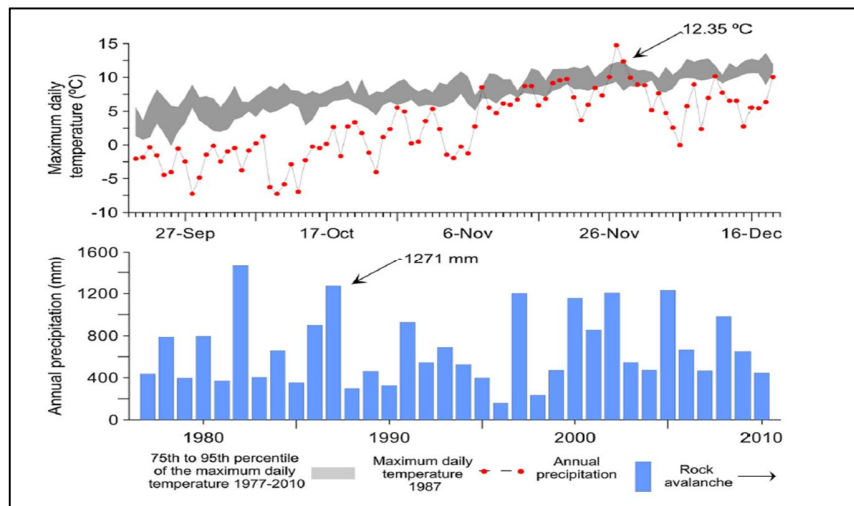 12.35 ºC
Maximum daily
temperature (ºC)
15
10
5
0
-5
-10
27-Sep
17-Oct
6-Nov
26-Nov
16-Dec
Annual precipitation (mm)
1600
1200
800
400
0
1271 mm
1980
1990
2000
2010
75th to 95th percentile
of the maximum daily
temperature 1977-2010
Maximum daily
temperature
1987
Annual
precipitation
Rock
avalanche